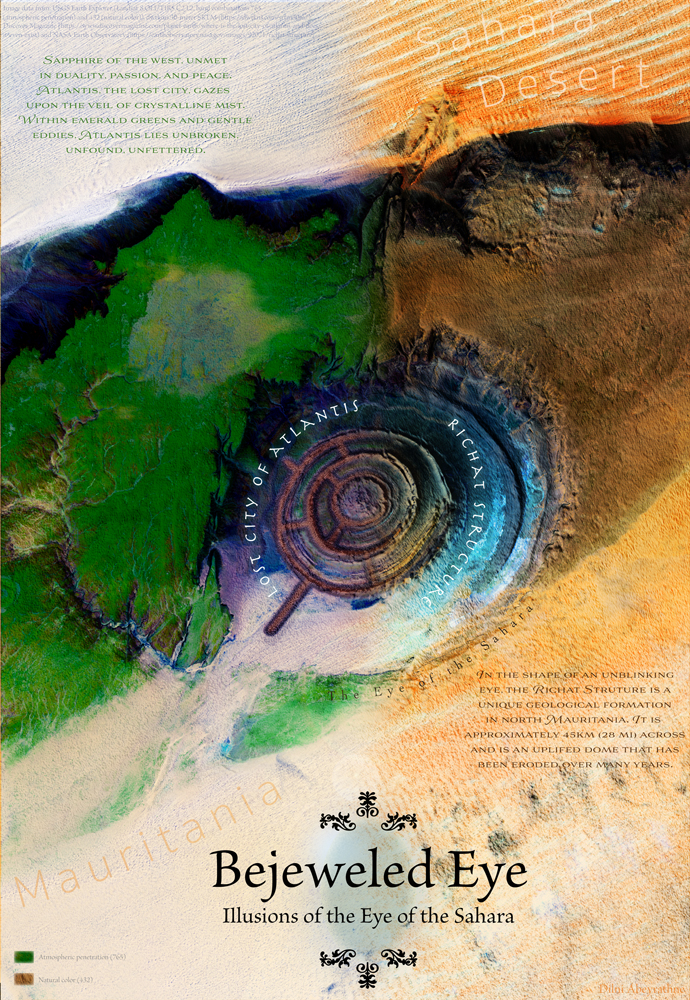 Sahara
Desert
SAPPHIRE OF THE WEST, UNMET
IN DUALITY, PASSION, AND PEACE.
ATLANTIS, THE LOST CITY, GAZES
UPON THE VEIL OF CRYSTALLINE MIST.
WITHIN EMERALD GREENS AND GENTLE
EDDIES, ATLANTIS LIES UNBROKEN,
UNFOUND, UNFETTERED.
LOST CITY OF ATLANTIS
RICHAT STRUCTURE
The Eye of the Sahara
IN THE SHAPE OF AN UNBLINKING
EYE, THE RICHAT STRUTURE IS A
UNIQUE GEOLOGICAL FORMATION
IN NORTH MAURITANIA. IT IS
APPROXIMATELY 45KM (28 MI) ACROSS
AND IS AN UPLIFED DOME THAT HAS
BEEN ERODED OVER MANY YEARS.
Mauritania
Bejeweled Eye
Illusions of the Eye of the Sahara
Atmospheric penetration (765)
Natural color (432)
Dilni Abeyrathne